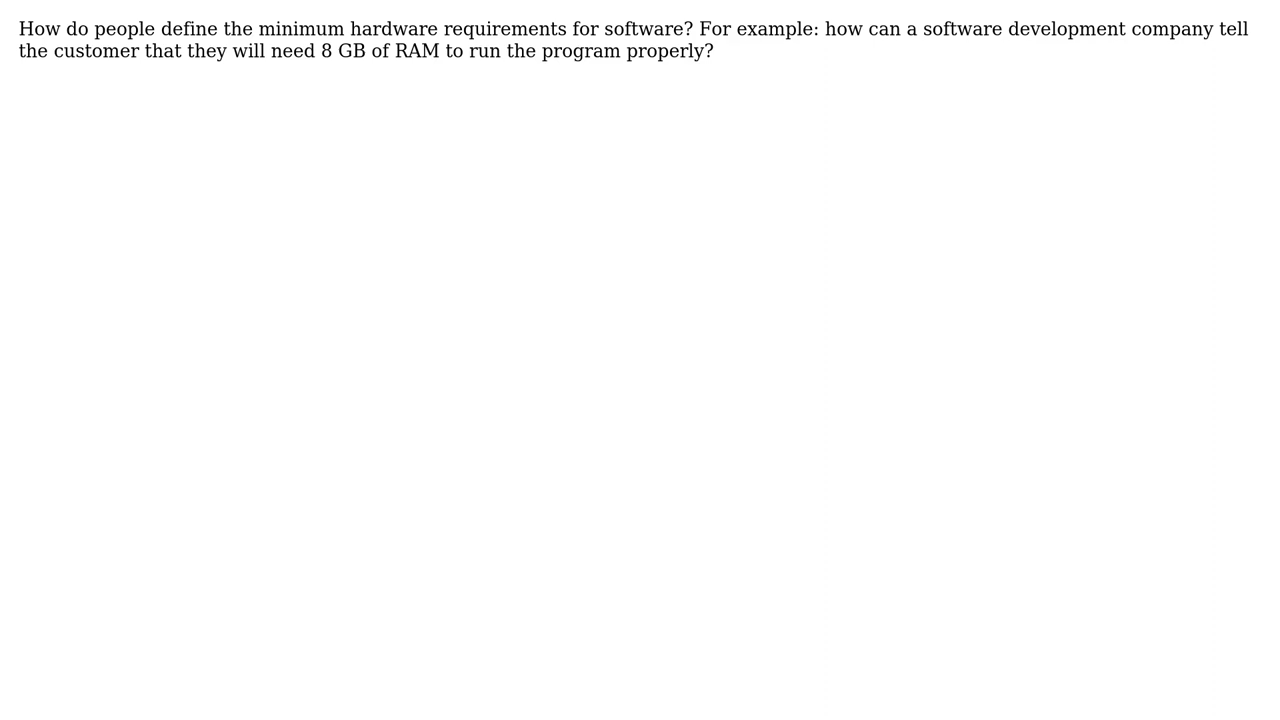 How do people define the minimum hardware requirements for software? For example: how can a software development company tell
the customer that they will need 8 GB of RAM to run the program properly?